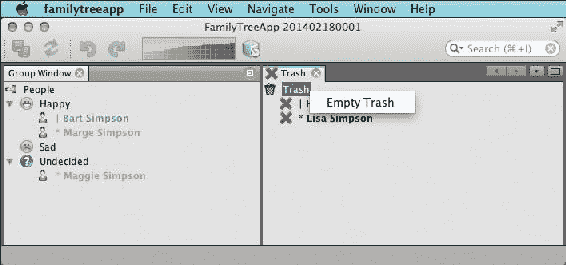 familytreeapp File Edit View Navigate Tools Window Help
FamilyTreeApp 201402180001
Search (⌘+I)
Group Window
People
Happy
| Bart Simpson
* Marge Simpson
Sad
Undecided
* Maggie Simpson
Trash
Trash
Empty Trash
| H
* Lisa Simpson